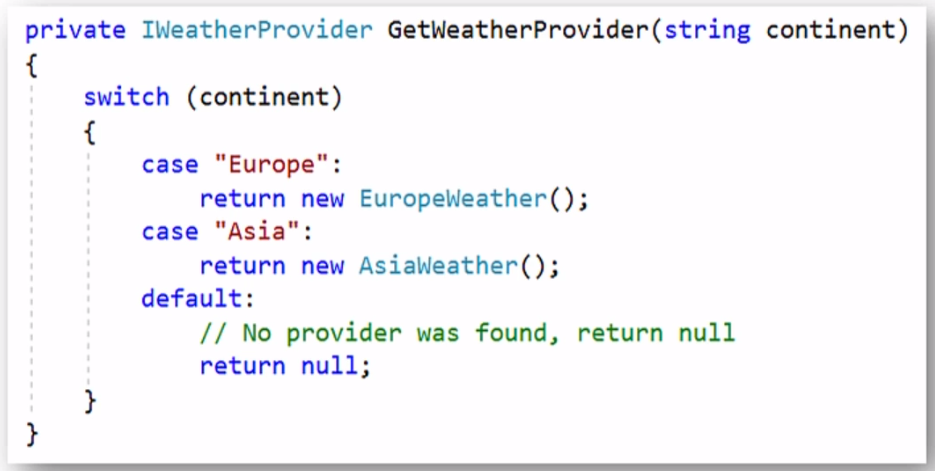 private IWeatherProvider GetWeatherProvider(string continent)
{
    switch (continent)
    {
        case "Europe":
            return new EuropeWeather();
        case "Asia":
            return new AsiaWeather();
        default:
            // No provider was found, return null
            return null;
    }
}